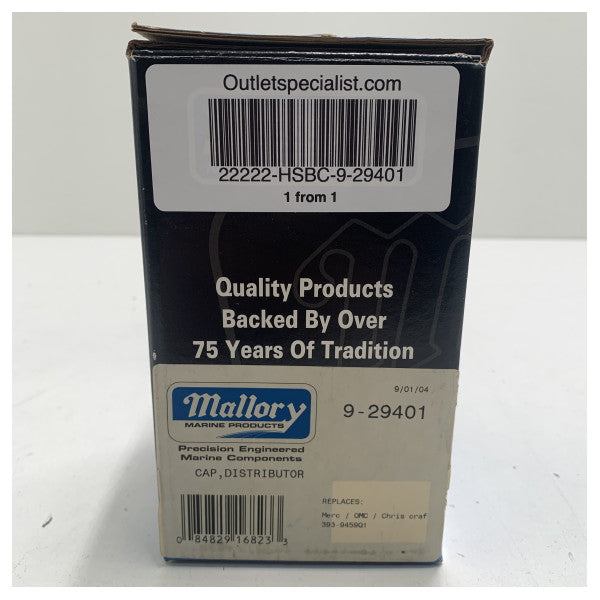 Outletspecialist.com
22222-HSBC-9-29401
1 from 1
Quality Products
Backed By Over
75 Years Of Tradition
9/01/04
Mallory
MARINE PRODUCTS
9-29401
Precision Engineered
Marine Components
CAP,DISTRIBUTOR
REPLACES:
Merc / OMC / Chris craf
393-9459Q1
0 84829 16823 3